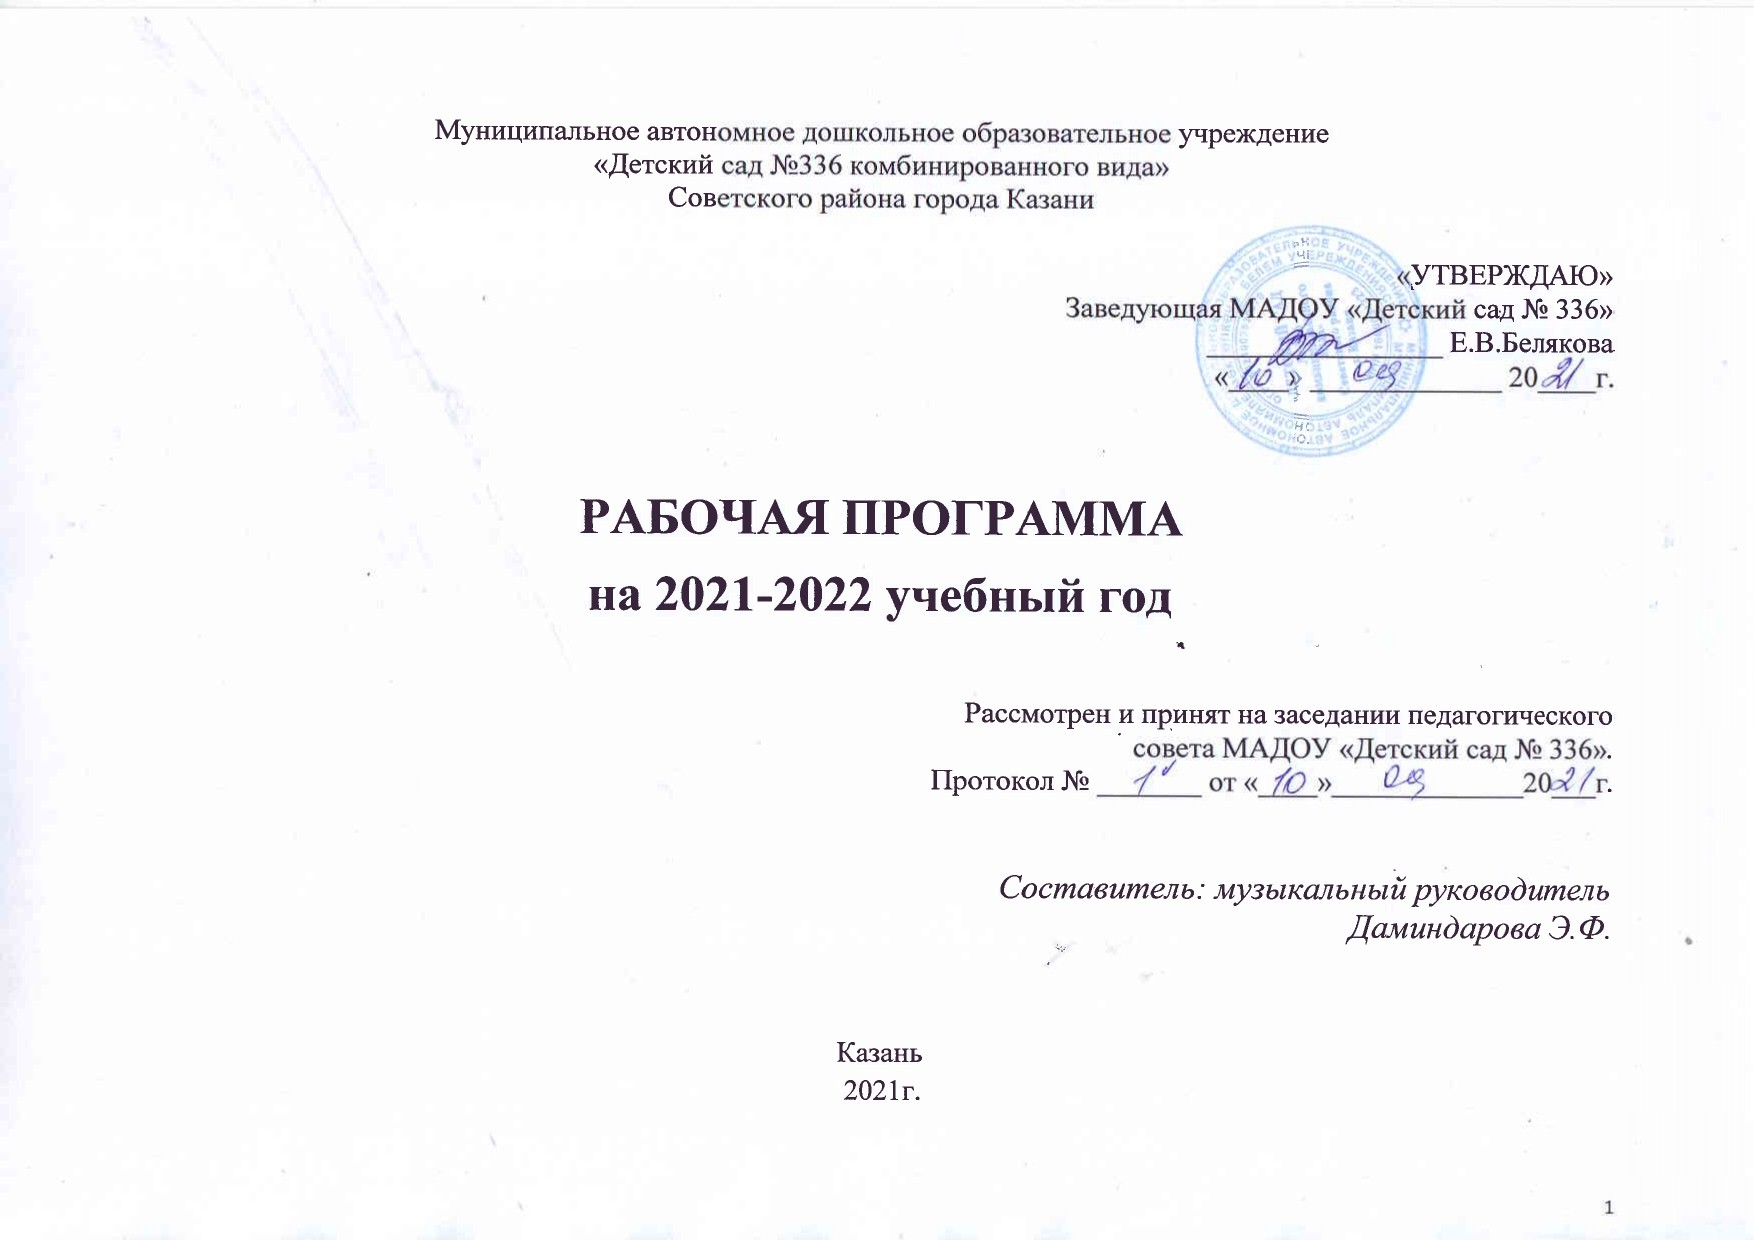 Муниципальное автономное дошкольное образовательное учреждение
«Детский сад №336 комбинированного вида»
Советского района города Казани
«УТВЕРЖДАЮ»
Заведующая МАДОУ «Детский сад № 336»
Е.В.Белякова
«10» 09 2021 г.
РАБОЧАЯ ПРОГРАММА
на 2021-2022 учебный год
Рассмотрен и принят на заседании педагогического
совета МАДОУ «Детский сад № 336».
Протокол № 1 от «10» 09 2021г.
Составитель: музыкальный руководитель
Даминдарова Э.Ф.
Казань
2021г.
1